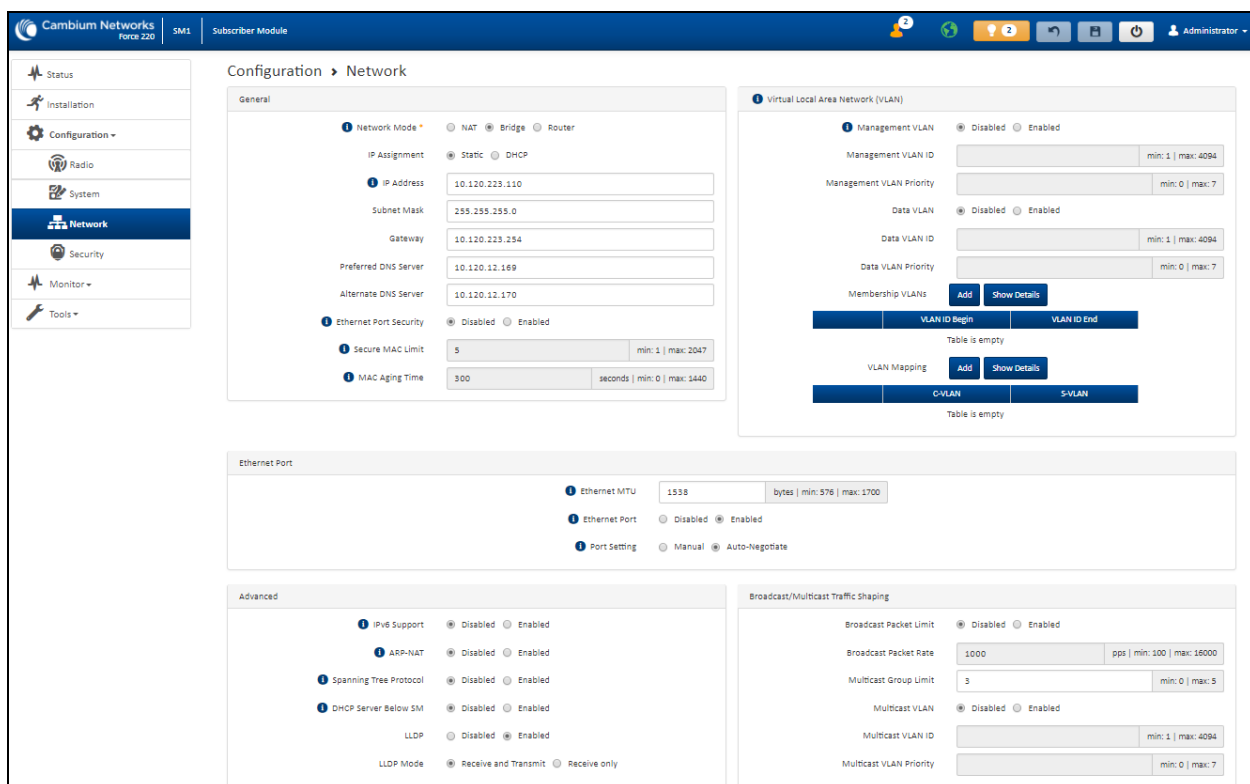 Cambium Networks
Force 220
SM1
Subscriber Module
2
2
Administrator
Status
Installation
Configuration
Radio
System
Network
Security
Monitor
Tools
Configuration > Network
General
Network Mode * NAT Bridge Router
IP Assignment Static DHCP
IP Address 10.120.223.110
Subnet Mask 255.255.255.0
Gateway 10.120.223.254
Preferred DNS Server 10.120.12.169
Alternate DNS Server 10.120.12.170
Ethernet Port Security Disabled Enabled
Secure MAC Limit 5 min: 1 | max: 2047
MAC Aging Time 300 seconds | min: 0 | max: 1440
Virtual Local Area Network (VLAN)
Management VLAN Disabled Enabled
Management VLAN ID min: 1 | max: 4094
Management VLAN Priority min: 0 | max: 7
Data VLAN Disabled Enabled
Data VLAN ID min: 1 | max: 4094
Data VLAN Priority min: 0 | max: 7
Membership VLANs Add Show Details
VLAN ID Begin VLAN ID End
Table is empty
VLAN Mapping Add Show Details
C-VLAN S-VLAN
Table is empty
Ethernet Port
Ethernet MTU 1538 bytes | min: 576 | max: 1700
Ethernet Port Disabled Enabled
Port Setting Manual Auto-Negotiate
Advanced
IPv6 Support Disabled Enabled
ARP-NAT Disabled Enabled
Spanning Tree Protocol Disabled Enabled
DHCP Server Below SM Disabled Enabled
LLDP Disabled Enabled
LLDP Mode Receive and Transmit Receive only
Broadcast/Multicast Traffic Shaping
Broadcast Packet Limit Disabled Enabled
Broadcast Packet Rate 1000 pps | min: 100 | max: 16000
Multicast Group Limit 3 min: 0 | max: 5
Multicast VLAN Disabled Enabled
Multicast VLAN ID min: 1 | max: 4094
Multicast VLAN Priority min: 0 | max: 7